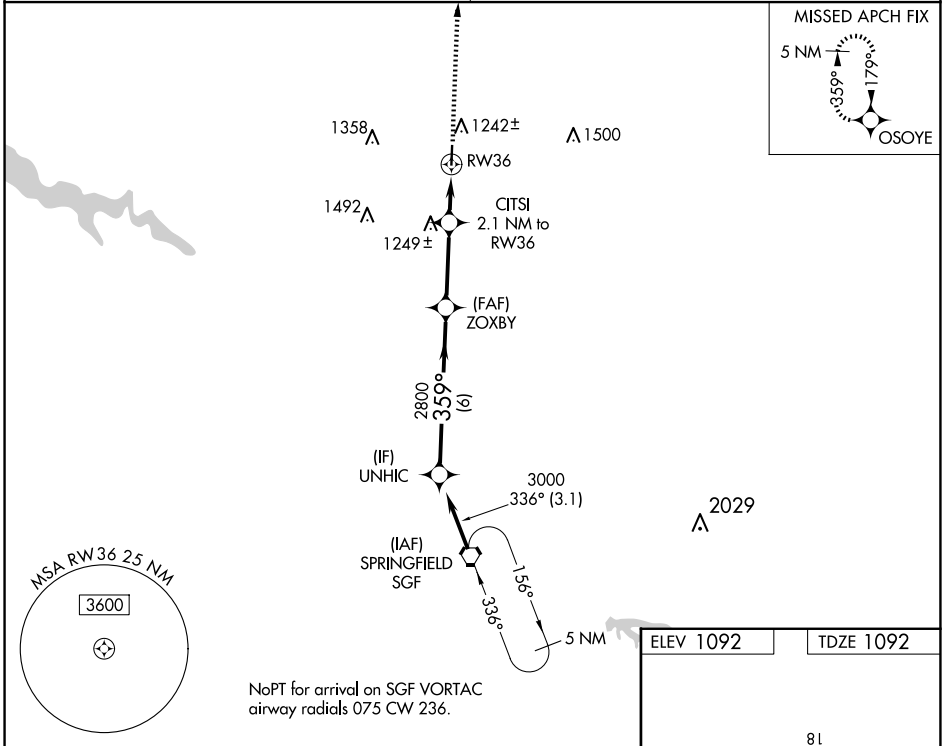 MISSED APCH FIX
5 NM
359°
179°
OSOYE
1358
1242±
1500
RW36
1492
CITSI
2.1 NM to
RW36
1249±
(FAF)
ZOXBY
2800
359°
(6)
(IF)
UNHIC
3000
336° (3.1)
2029
(IAF)
SPRINGFIELD
SGF
156°
336°
5 NM
MSA RW36 25 NM
3600
NoPT for arrival on SGF VORTAC
airway radials 075 CW 236.
ELEV 1092
TDZE 1092
18